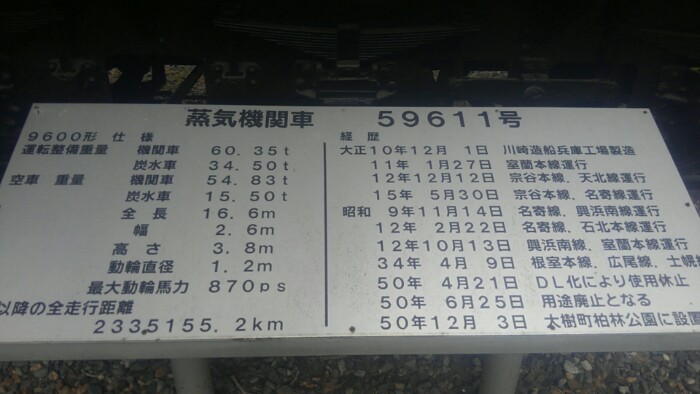 蒸気機関車　５９６１１号
９６００形　仕　様
運転整備重量　機関車　６０．３５ｔ
炭水車　３４．５０ｔ
空車　重量　機関車　５４．８３ｔ
炭水車　１５．５０ｔ
全　長　１６．６ｍ
幅　２．６ｍ
高　さ　３．８ｍ
動輪直径　１．２ｍ
最大動輪馬力　８７０ｐｓ
以降の全走行距離
２３３５１５５．２ｋｍ
経　歴
大正１０年１２月　１日　川崎造船兵庫工場製造
１１年　１月２７日　室蘭本線運行
１２年１２月１２日　宗谷本線、天北線運行
１５年　５月３０日　宗谷本線、名寄線運行
昭和　９年１１月１４日　名寄線、興浜南線運行
１２年　２月２２日　名寄線、石北本線運行
１２年１０月１３日　興浜南線、室蘭本線運行
３４年　４月　９日　根室本線、広尾線、士幌
５０年　４月２１日　ＤＬ化により使用休止
５０年　６月２５日　用途廃止となる
５０年１２月　３日　大樹町柏林公園に設置